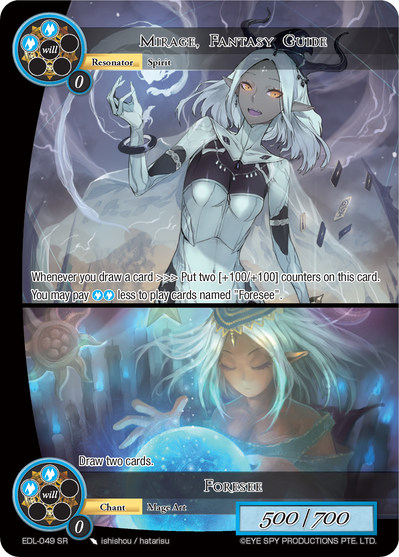 Mirage, Fantasy Guide
will
Resonator Spirit
0
Whenever you draw a card >>> Put two [+100/+100] counters on this card.
You may pay less to play cards named "Foresee".
Draw two cards.
Foresee
will
Chant Mage Art
0
500 / 700
EDL-049 SR ishishou / hatarisu ©EYE SPY PRODUCTIONS PTE. LTD.